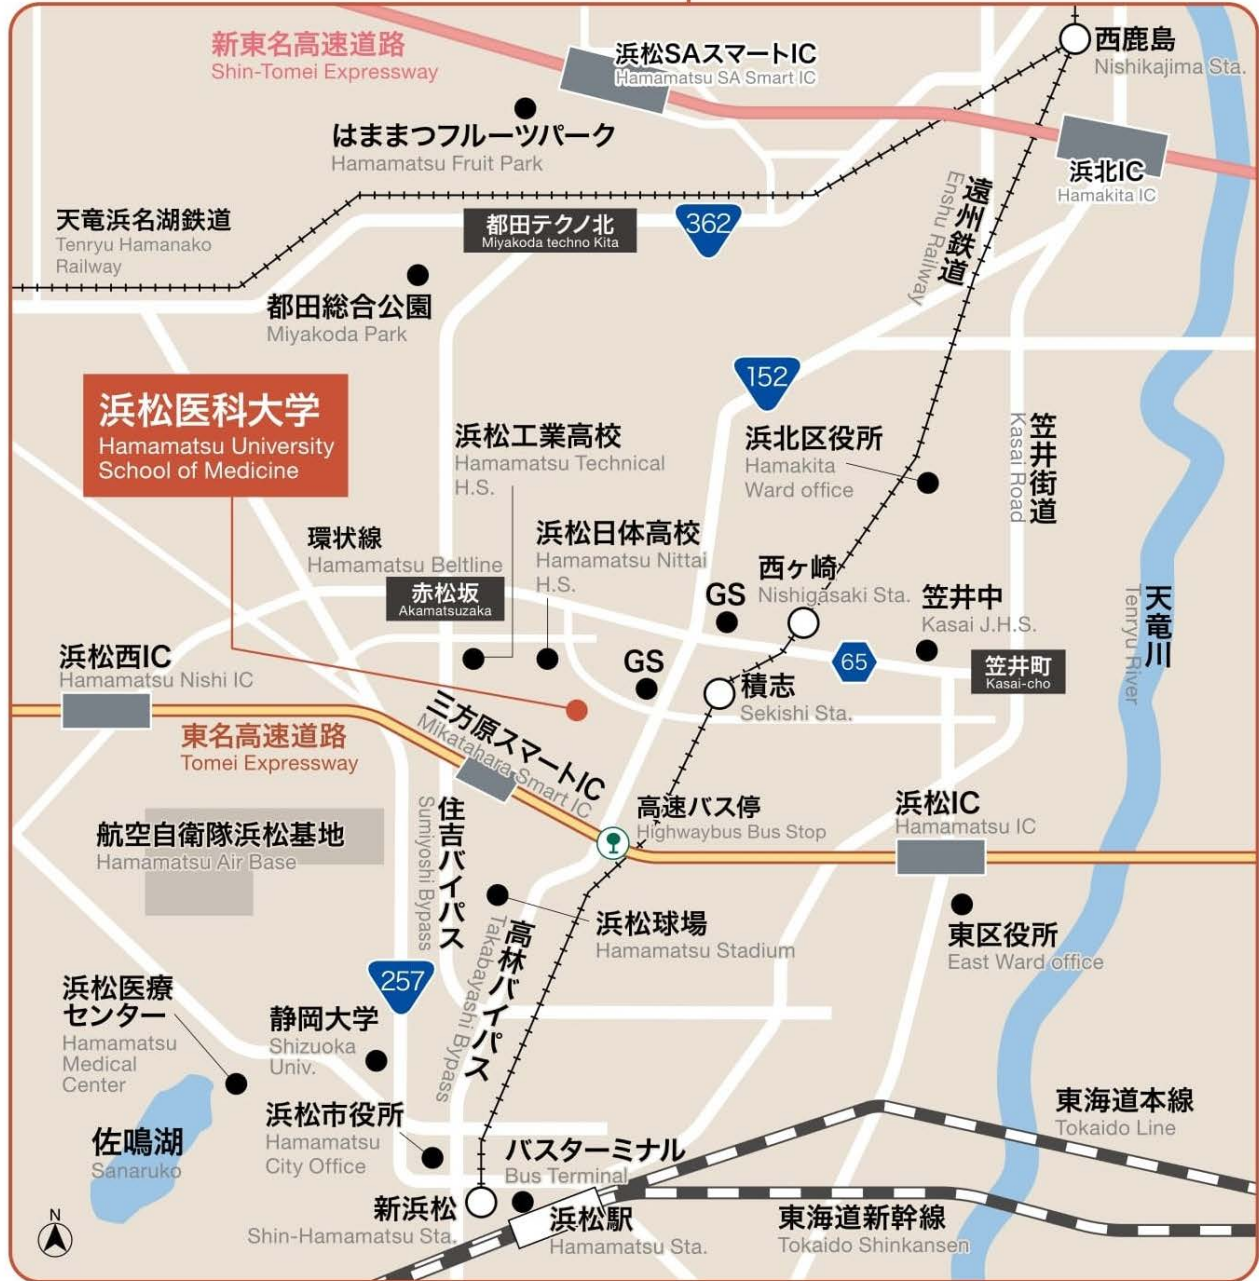 新東名高速道路
Shin-Tomei Expressway
浜松SAスマートIC
Hamamatsu SA Smart IC
西鹿島
Nishikajima Sta.
はままつフルーツパーク
Hamamatsu Fruit Park
浜北IC
Hamakita IC
天竜浜名湖鉄道
Tenryu Hamanako
Railway
都田テクノ北
Miyakoda techno Kita
362
遠州鉄道
Enshu Railway
都田総合公園
Miyakoda Park
152
浜松医科大学
Hamamatsu University
School of Medicine
浜松工業高校
Hamamatsu Technical
H.S.
浜北区役所
Hamakita
Ward office
笠井街道
Kasai Road
環状線
Hamamatsu Beltline
浜松日体高校
Hamamatsu Nittai
H.S.
赤松坂
Akamatsuzaka
西ヶ崎
Nishigasaki Sta.
GS
笠井中
Kasai J.H.S.
天竜川
Tenryu River
浜松西IC
Hamamatsu Nishi IC
GS
65
笠井町
Kasai-cho
積志
Sekishi Sta.
東名高速道路
Tomei Expressway
三方原スマートIC
Mikatahara Smart IC
高速バス停
Highwaybus Bus Stop
浜松IC
Hamamatsu IC
航空自衛隊浜松基地
Hamamatsu Air Base
住吉バイパス
Sumiyoshi Bypass
高林バイパス
Takabayashi Bypass
浜松球場
Hamamatsu Stadium
東区役所
East Ward office
257
浜松医療
センター
Hamamatsu
Medical
Center
静岡大学
Shizuoka
Univ.
佐鳴湖
Sanaruko
浜松市役所
Hamamatsu
City Office
バスターミナル
Bus Terminal
東海道本線
Tokaido Line
新浜松
Shin-Hamamatsu Sta.
浜松駅
Hamamatsu Sta.
東海道新幹線
Tokaido Shinkansen
N